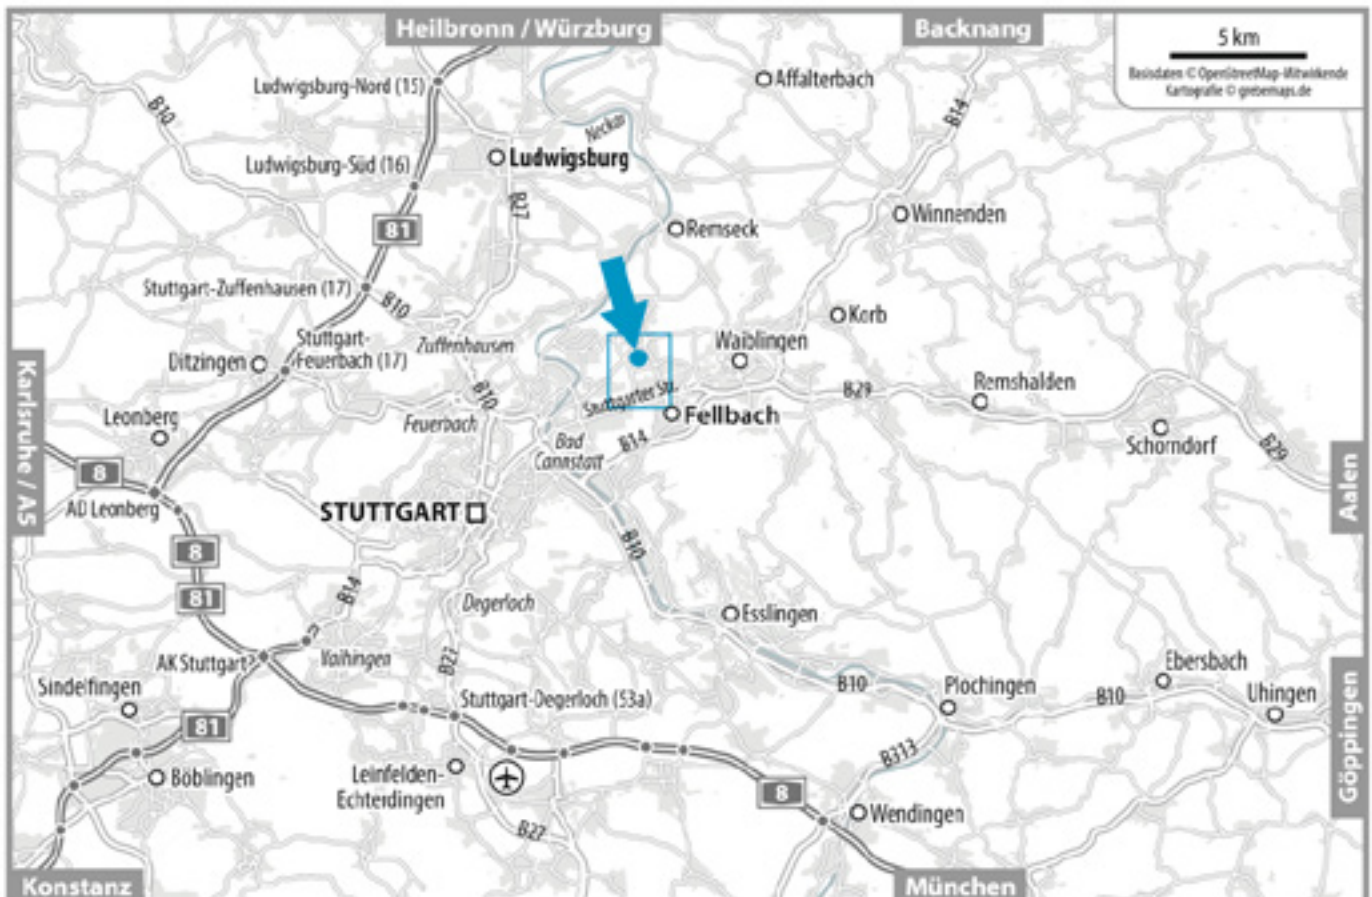 Heilbronn / Würzburg
Backnang
5 km
Basisdaten © OpenStreetMap-Mitwirkende
Kartografie © grebemaps.de
Affalterbach
Ludwigsburg-Nord (15)
B10
B14
Neckar
Ludwigsburg
Ludwigsburg-Süd (16)
B27
Winnenden
81
Remseck
Stuttgart-Zuffenhausen (17)
B10
Korb
Stuttgart-
Feuerbach (17)
Zuffenhausen
Waiblingen
Ditzingen
Karlsruhe / A5
Remshalden
B29
B10
Stuttgarter Str.
Leonberg
Feuerbach
Fellbach
Bad
Cannstatt
B14
Schorndorf
B29
8
Aalen
AD Leonberg
STUTTGART
8
B10
81
B14
Degerloch
Esslingen
AK Stuttgart
Vaihingen
B27
Ebersbach
Sindelfingen
B10
Plochingen
B10
Uhingen
Stuttgart-Degerloch (53a)
81
Göppingen
B313
Böblingen
Leinfelden-
Echterdingen
8
Wendingen
B27
Konstanz
München